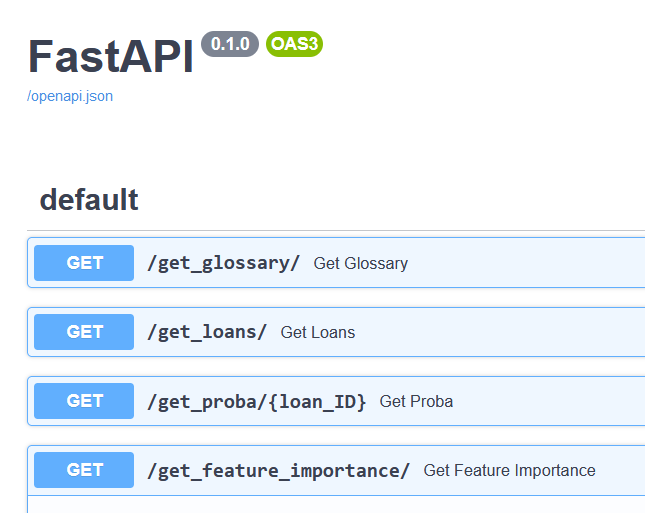 FastAPI 0.1.0 OAS3
/openapi.json
default
GET /get_glossary/ Get Glossary
GET /get_loans/ Get Loans
GET /get_proba/{loan_ID} Get Proba
GET /get_feature_importance/ Get Feature Importance